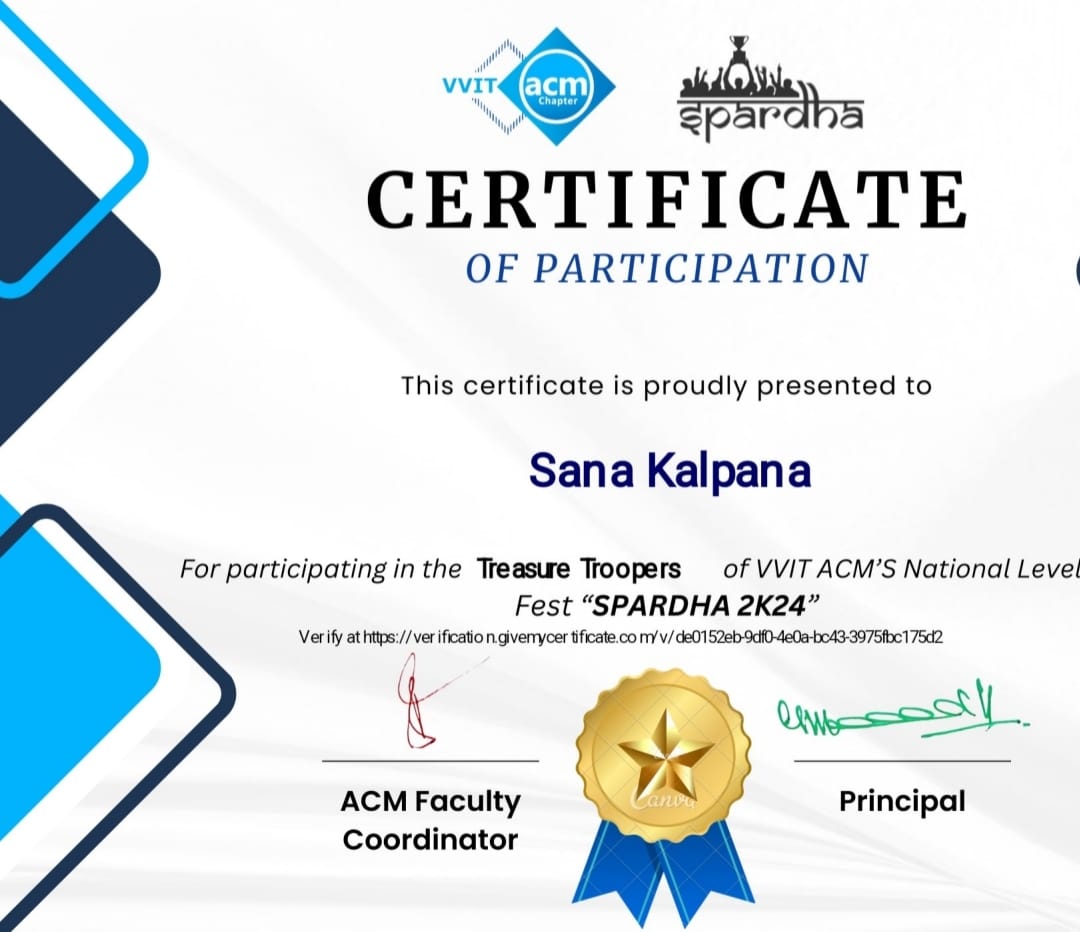 VVIT acm
Chapter
spardha
CERTIFICATE
OF PARTICIPATION
This certificate is proudly presented to
Sana Kalpana
For participating in the Treasure Troopers of VVIT ACM'S National Level
Fest “SPARDHA 2K24”
Verify at https://verification.givemycertificate.com/v/de0152eb-9df0-4e0a-bc43-3975fbc175d2
Canva
ACM Faculty
Coordinator
Principal